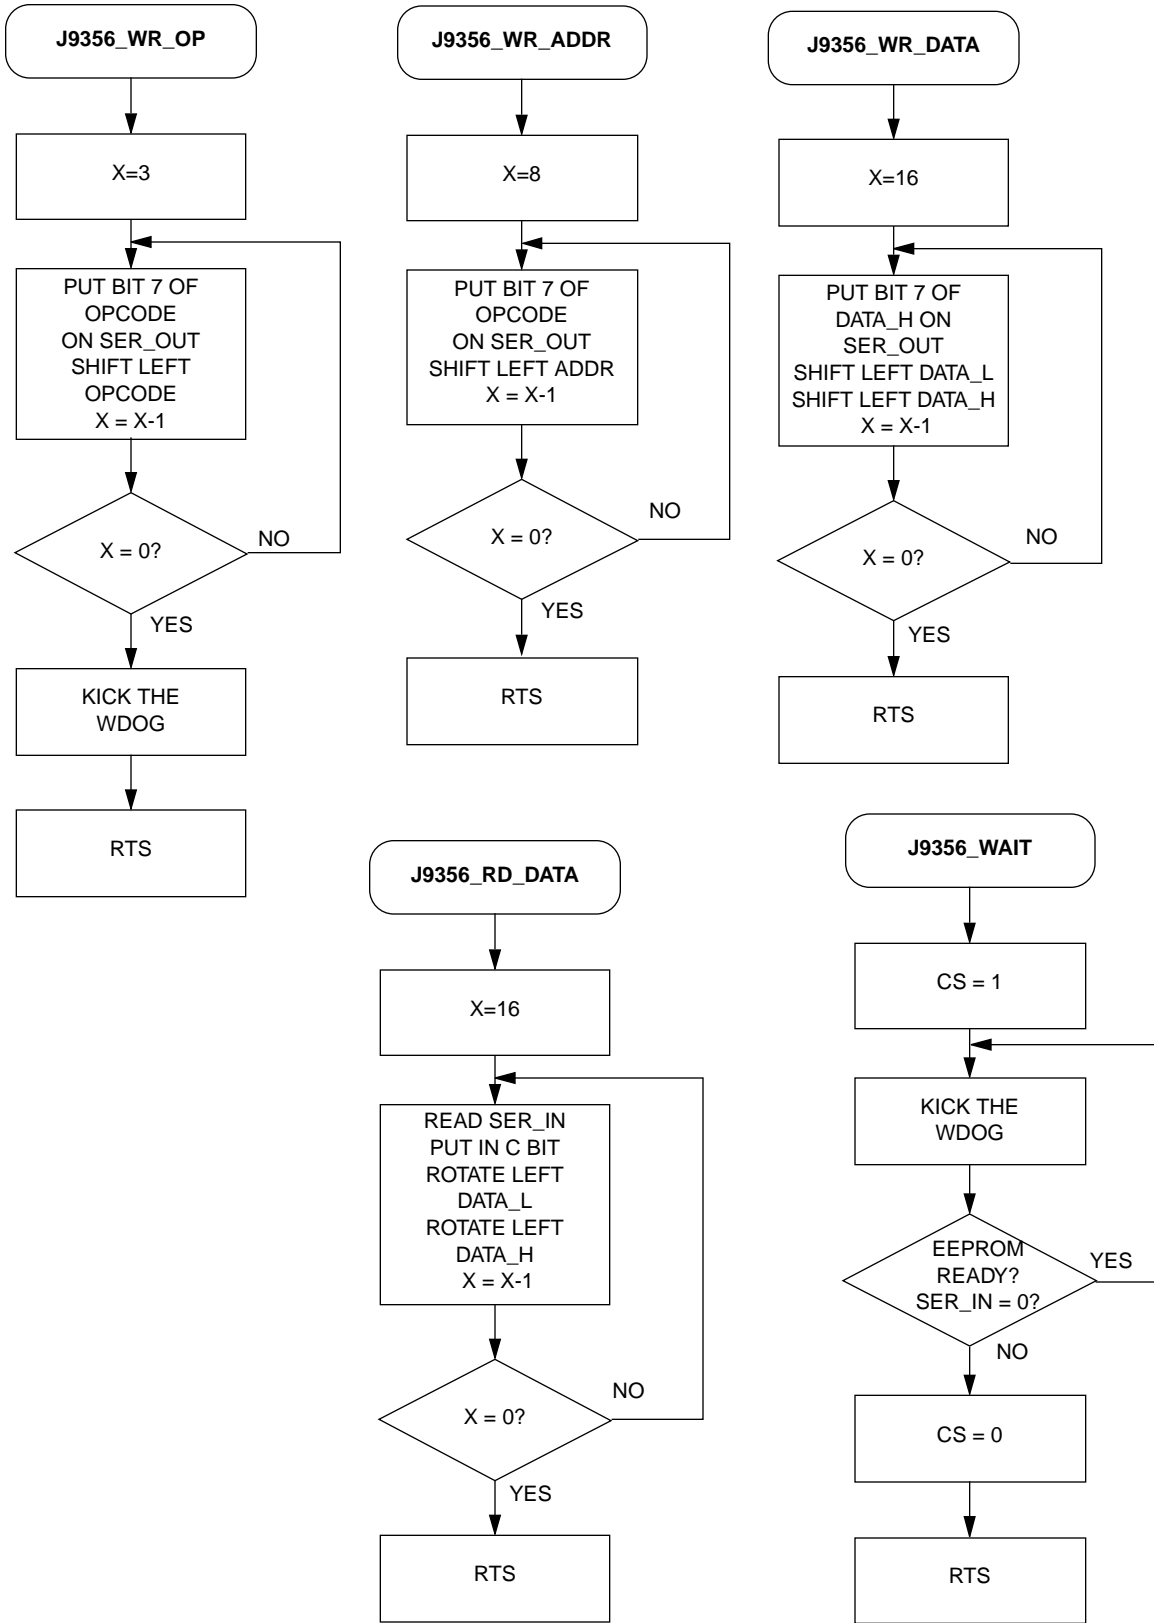 J9356_WR_OP
X=3
PUT BIT 7 OF
OPCODE
ON SER_OUT
SHIFT LEFT
OPCODE
X = X-1
X = 0?
NO
YES
KICK THE
WDOG
RTS
J9356_WR_ADDR
X=8
PUT BIT 7 OF
OPCODE
ON SER_OUT
SHIFT LEFT ADDR
X = X-1
X = 0?
NO
YES
RTS
J9356_WR_DATA
X=16
PUT BIT 7 OF
DATA_H ON
SER_OUT
SHIFT LEFT DATA_L
SHIFT LEFT DATA_H
X = X-1
X = 0?
NO
YES
RTS
J9356_RD_DATA
X=16
READ SER_IN
PUT IN C BIT
ROTATE LEFT
DATA_L
ROTATE LEFT
DATA_H
X = X-1
X = 0?
NO
YES
RTS
J9356_WAIT
CS = 1
KICK THE
WDOG
EEPROM
READY?
SER_IN = 0?
YES
NO
CS = 0
RTS